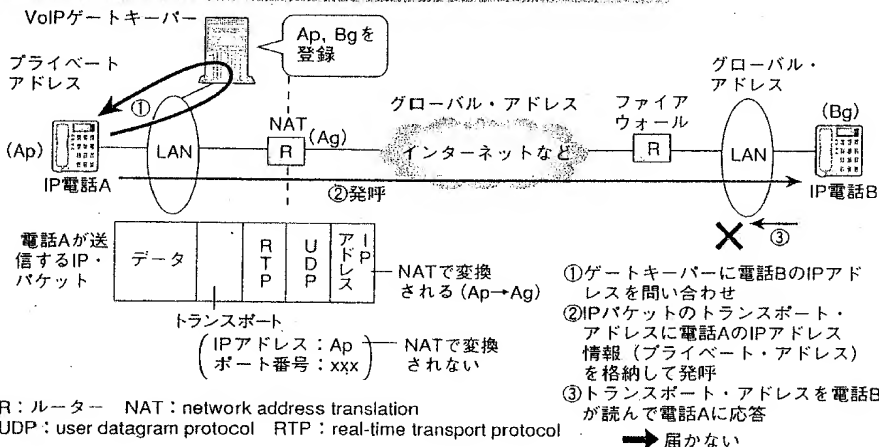 VoIPゲートキーパー
Ap, Bgを
登録
プライベート
アドレス
①
グローバル・
アドレス
グローバル・アドレス
ファイア
ウォール
NAT
(Ag)
(Bg)
(Ap)
LAN
R
インターネットなど
R
LAN
IP電話A
②発呼
IP電話B
③
電話Aが送
信するIP・
パケット
データ
RTP
UDP
IP
アドレス
NATで変換
される(Ap→Ag)
トランスポート
(IPアドレス:Ap
ポート番号:xxx)
NATで変換
されない
①ゲートキーパーに電話BのIPアド
レスを問い合わせ
②IPパケットのトランスポート・
アドレスに電話AのIPアドレス
情報(プライベート・アドレス)
を格納して発呼
③トランスポート・アドレスを電話B
が読んで電話Aに応答
➡届かない
R:ルーター NAT:network address translation
UDP:user datagram protocol RTP:real-time transport protocol